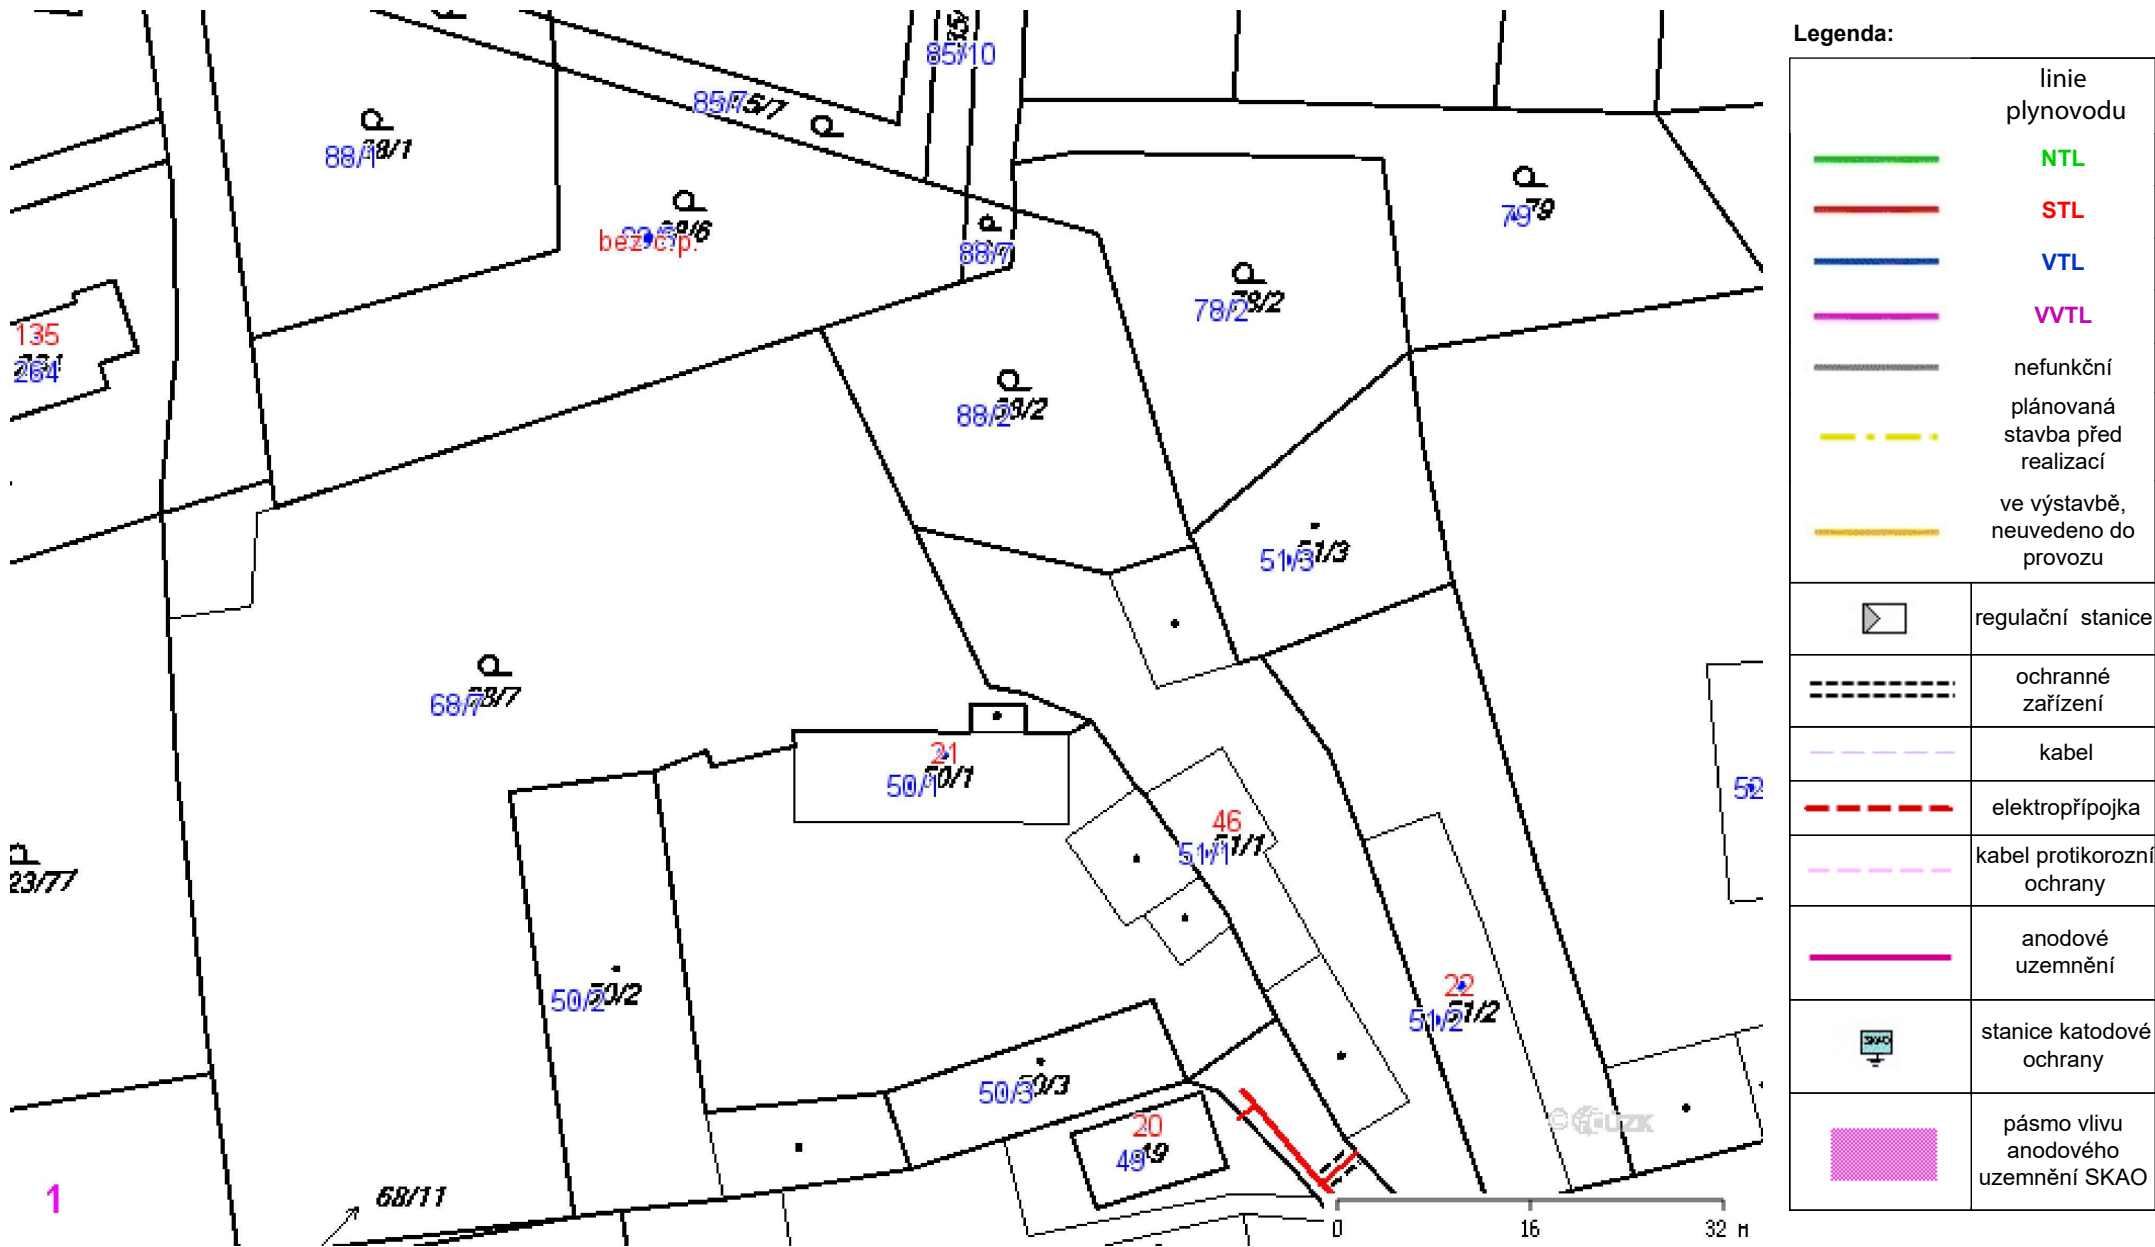 85/10
85/7
88/1
79
bez č.p.
88/7
78/2
135
264
88/2
51/3
68/7
21
50/1
46
51/1
52
23/77
22
51/2
50/2
50/3
20
49
68/11
1
© ČÚZK
0 16 32 M
Legenda:
linie
plynovodu
NTL
STL
VTL
VVTL
nefunkční
plánovaná
stavba před
realizací
ve výstavbě,
neuvedeno do
provozu
regulační stanice
ochranné
zařízení
kabel
elektropřípojka
kabel protikorozní
ochrany
anodové
uzemnění
SKAO
stanice katodové
ochrany
pásmo vlivu
anodového
uzemnění SKAO